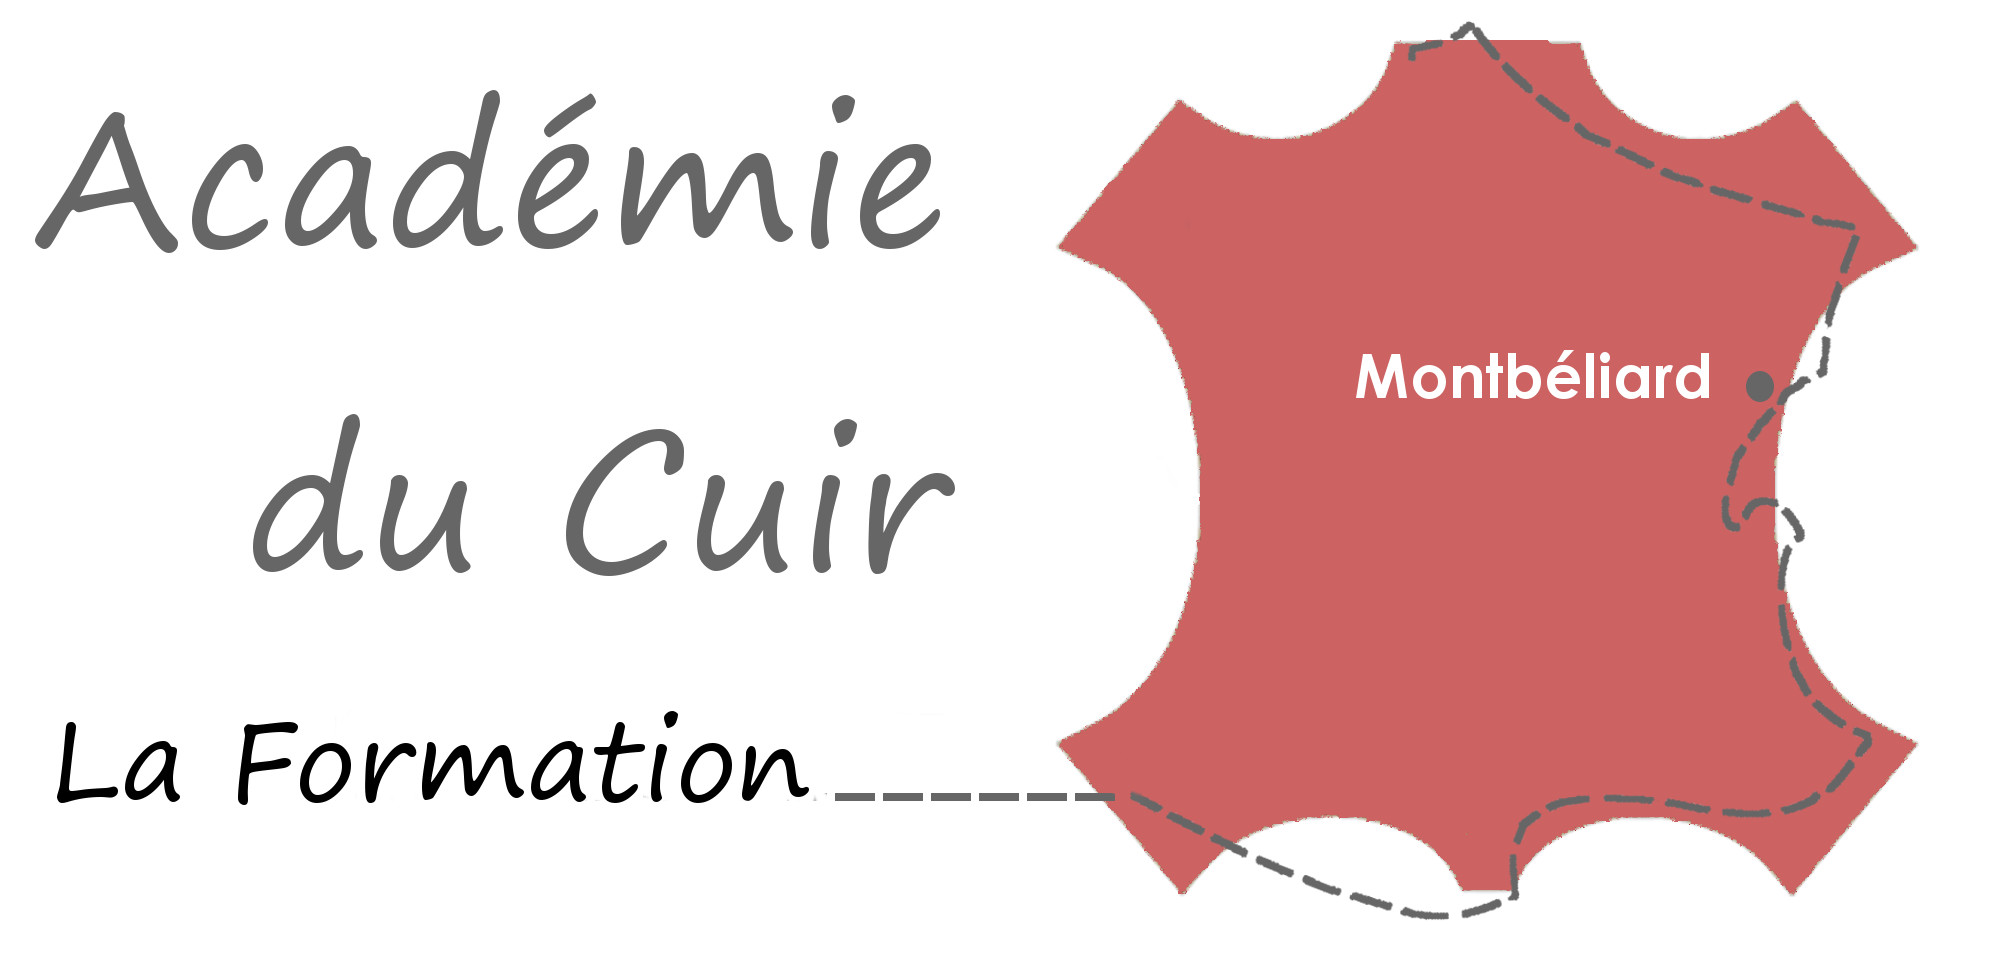 Académie
du Cuir
La Formation
Montbéliard